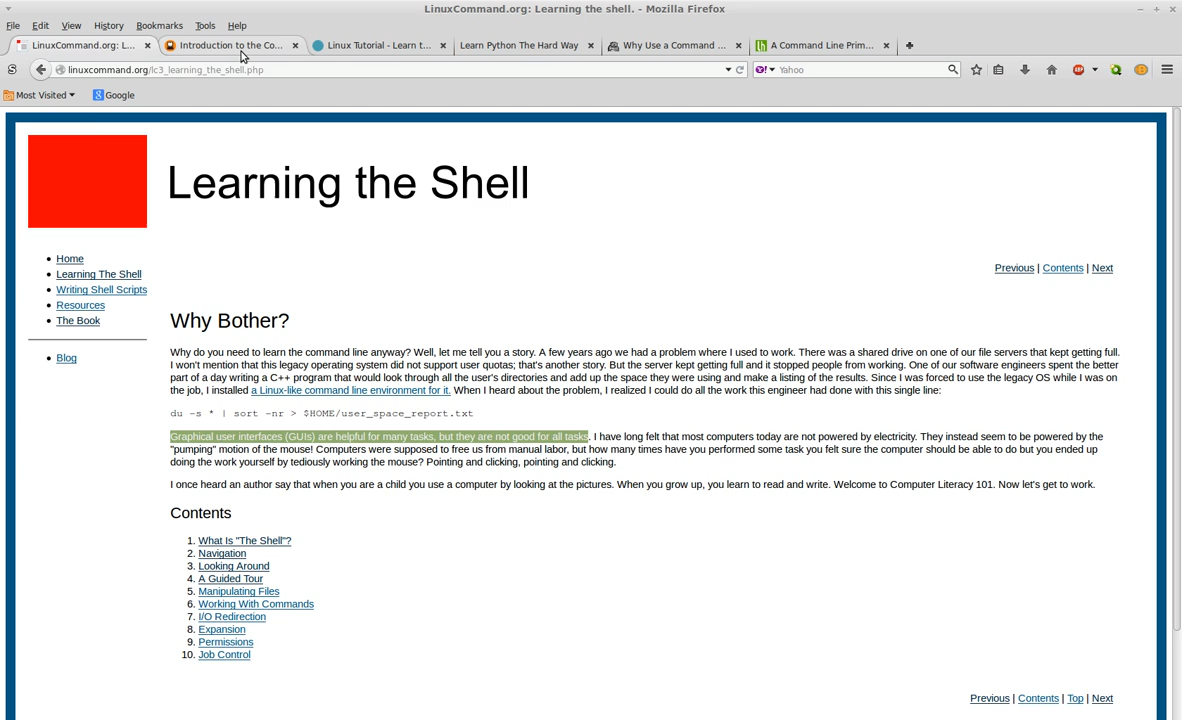 LinuxCommand.org: Learning the shell. - Mozilla Firefox
File Edit View History Bookmarks Tools Help
LinuxCommand.org: L... Introduction to the Co... Linux Tutorial - Learn t... Learn Python The Hard Way Why Use a Command ... A Command Line Prim...
linuxcommand.org/lc3_learning_the_shell.php Yahoo
Most Visited Google
Learning the Shell
Home
Learning The Shell
Writing Shell Scripts
Resources
The Book
Blog
Previous | Contents | Next
Why Bother?
Why do you need to learn the command line anyway? Well, let me tell you a story. A few years ago we had a problem where I used to work. There was a shared drive on one of our file servers that kept getting full.
I won't mention that this legacy operating system did not support user quotas; that's another story. But the server kept getting full and it stopped people from working. One of our software engineers spent the better
part of a day writing a C++ program that would look through all the user's directories and add up the space they were using and make a listing of the results. Since I was forced to use the legacy OS while I was on
the job, I installed a Linux-like command line environment for it. When I heard about the problem, I realized I could do all the work this engineer had done with this single line:
du -s * | sort -nr > $HOME/user_space_report.txt
Graphical user interfaces (GUIs) are helpful for many tasks, but they are not good for all tasks. I have long felt that most computers today are not powered by electricity. They instead seem to be powered by the
"pumping" motion of the mouse! Computers were supposed to free us from manual labor, but how many times have you performed some task you felt sure the computer should be able to do but you ended up
doing the work yourself by tediously working the mouse? Pointing and clicking, pointing and clicking.
I once heard an author say that when you are a child you use a computer by looking at the pictures. When you grow up, you learn to read and write. Welcome to Computer Literacy 101. Now let's get to work.
Contents
1. What Is "The Shell"?
2. Navigation
3. Looking Around
4. A Guided Tour
5. Manipulating Files
6. Working With Commands
7. I/O Redirection
8. Expansion
9. Permissions
10. Job Control
Previous | Contents | Top | Next